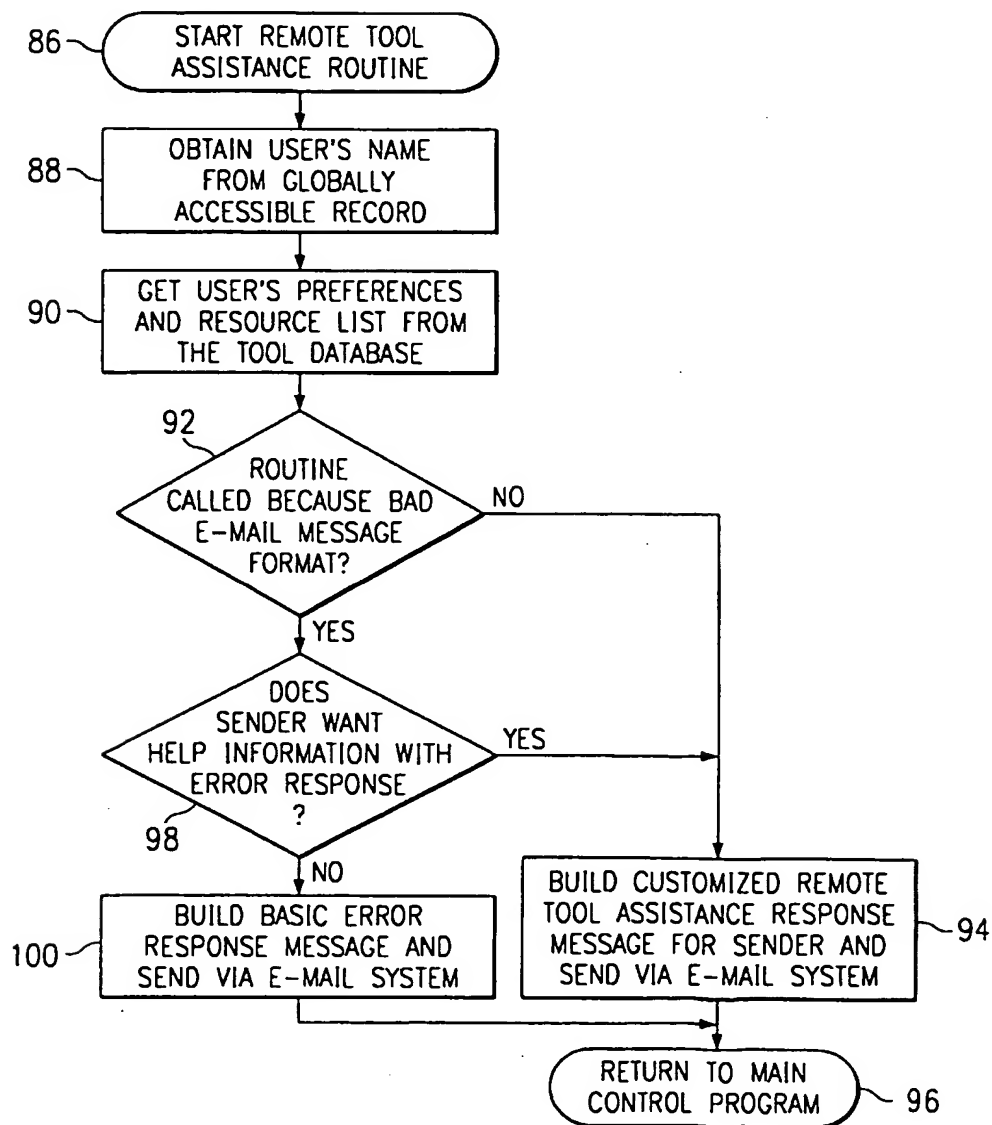 86
START REMOTE TOOL
ASSISTANCE ROUTINE
88
OBTAIN USER'S NAME
FROM GLOBALLY
ACCESSIBLE RECORD
90
GET USER'S PREFERENCES
AND RESOURCE LIST FROM
THE TOOL DATABASE
92
ROUTINE
CALLED BECAUSE BAD
E-MAIL MESSAGE
FORMAT?
NO
YES
DOES
SENDER WANT
HELP INFORMATION WITH
ERROR RESPONSE
?
YES
98
NO
100
BUILD BASIC ERROR
RESPONSE MESSAGE AND
SEND VIA E-MAIL SYSTEM
BUILD CUSTOMIZED REMOTE
TOOL ASSISTANCE RESPONSE
MESSAGE FOR SENDER AND
SEND VIA E-MAIL SYSTEM
94
RETURN TO MAIN
CONTROL PROGRAM
96